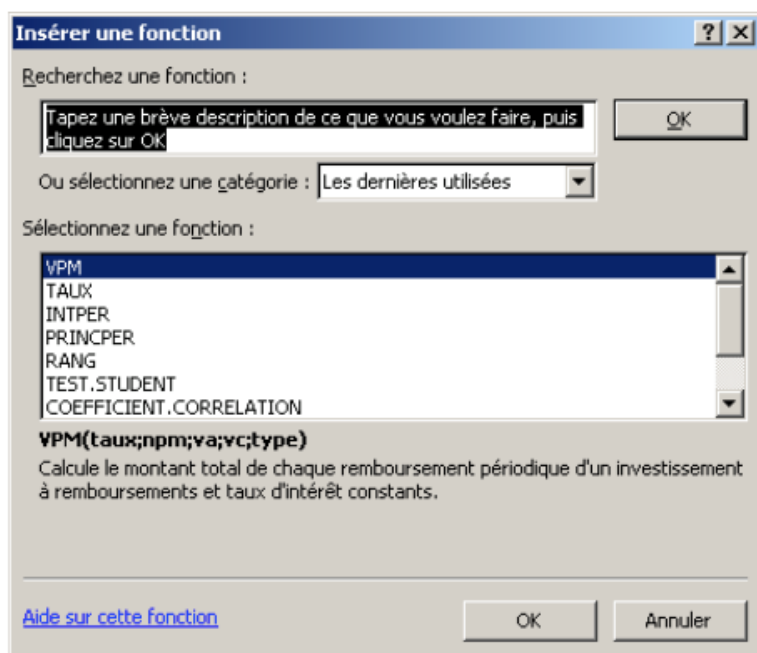 Insérer une fonction
Recherchez une fonction :
Tapez une brève description de ce que vous voulez faire, puis
cliquez sur OK
OK
Ou sélectionnez une catégorie : Les dernières utilisées
Sélectionnez une fonction :
VPM
TAUX
INTPER
PRINCPER
RANG
TEST.STUDENT
COEFFICIENT.CORRELATION
VPM(taux;npm;va;vc;type)
Calcule le montant total de chaque remboursement périodique d'un investissement
à remboursements et taux d'intérêt constants.
Aide sur cette fonction
OK
Annuler